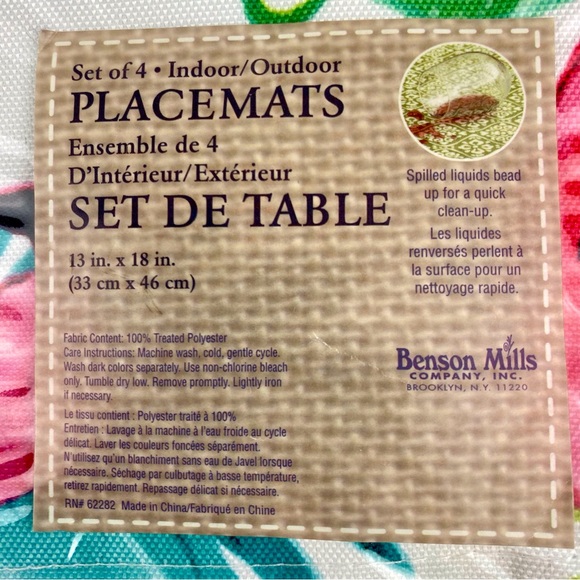 Set of 4 • Indoor/Outdoor
PLACEMATS
Ensemble de 4
D'Intérieur/Extérieur
SET DE TABLE
13 in. x 18 in.
(33 cm x 46 cm)
Spilled liquids bead
up for a quick
clean-up.
Les liquides
renversés perlent à
la surface pour un
nettoyage rapide.
Fabric Content: 100% Treated Polyester
Care Instructions: Machine wash, cold, gentle cycle.
Wash dark colors separately. Use non-chlorine bleach
only. Tumble dry low. Remove promptly. Lightly iron
if necessary.
Le tissu contient : Polyester traité à 100%
Entretien : Lavage à la machine à l'eau froide au cycle
délicat. Laver les couleurs foncées séparément.
N'utilisez qu'un blanchiment sans eau de Javel lorsque
nécessaire. Séchage par culbutage à basse température,
retirez rapidement. Repassage délicat si nécessaire.
RN# 62282 Made in China/Fabriqué en Chine
Benson Mills
COMPANY, INC.
BROOKLYN, N.Y. 11220